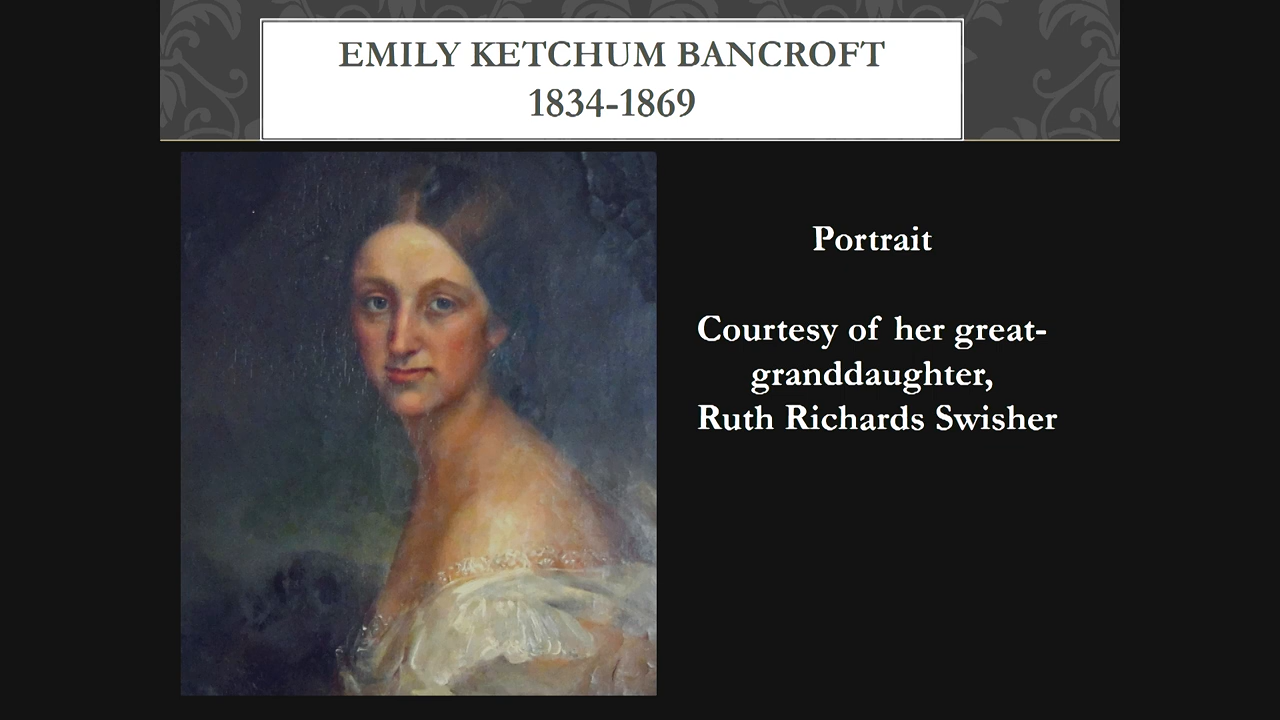 EMILY KETCHUM BANCROFT
1834-1869
Portrait
Courtesy of her great-
granddaughter,
Ruth Richards Swisher